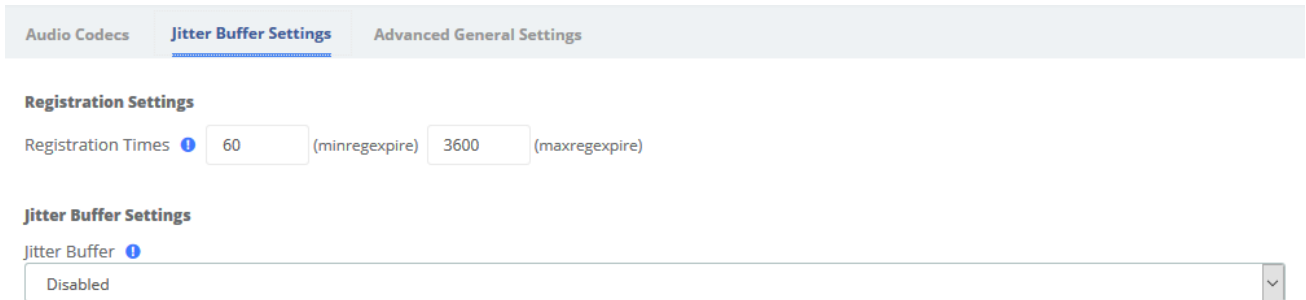 Audio Codecs Jitter Buffer Settings Advanced General Settings
Registration Settings
Registration Times 60 (minregexpire) 3600 (maxregexpire)
Jitter Buffer Settings
Jitter Buffer
Disabled